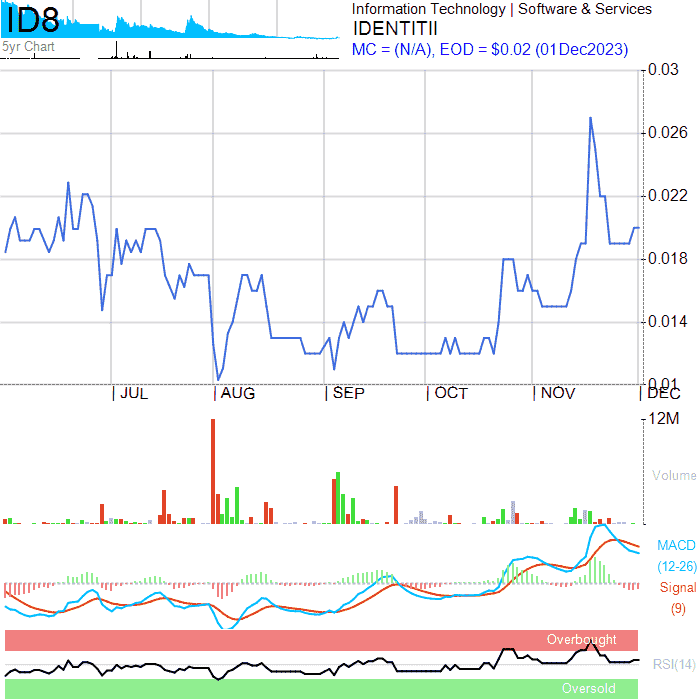 ID8
5yr Chart
Information Technology | Software & Services
IDENTITII
MC = (N/A), EOD = $0.02 (01Dec2023)
0.03
0.026
0.022
0.018
0.014
0.01
| JUL | AUG | SEP | OCT | NOV | DEC
12M
Volume
MACD
(12-26)
Signal
(9)
Overbought
RSI(14)
Oversold